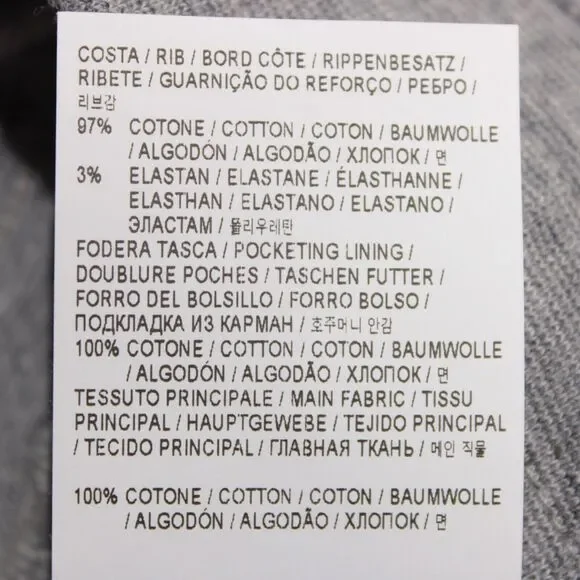 COSTA / RIB / BORD CÔTE / RIPPENBESATZ /
RIBETE / GUARNIÇÃO DO REFORÇO / РЕБРО /
리브감
97% COTONE / COTTON / COTON / BAUMWOLLE
/ ALGODÓN / ALGODÃO / ХЛОПОК / 면
3% ELASTAN / ELASTANE / ÉLASTHANNE /
ELASTHAN / ELASTANO / ELASTANO /
ЭЛАСТАМ / 폴리우레탄
FODERA TASCA / POCKETING LINING /
DOUBLURE POCHES / TASCHEN FUTTER /
FORRO DEL BOLSILLO / FORRO BOLSO /
ПОДКЛАДКА ИЗ КАРМАН / 호주머니 안감
100% COTONE / COTTON / COTON / BAUMWOLLE
/ ALGODÓN / ALGODÃO / ХЛОПОК / 면
TESSUTO PRINCIPALE / MAIN FABRIC / TISSU
PRINCIPAL / HAUPTGEWEBE / TEJIDO PRINCIPAL
/ TECIDO PRINCIPAL / ГЛАВНАЯ ТКАНЬ / 메인 직물
100% COTONE / COTTON / COTON / BAUMWOLLE
/ ALGODÓN / ALGODÃO / ХЛОПОК / 면